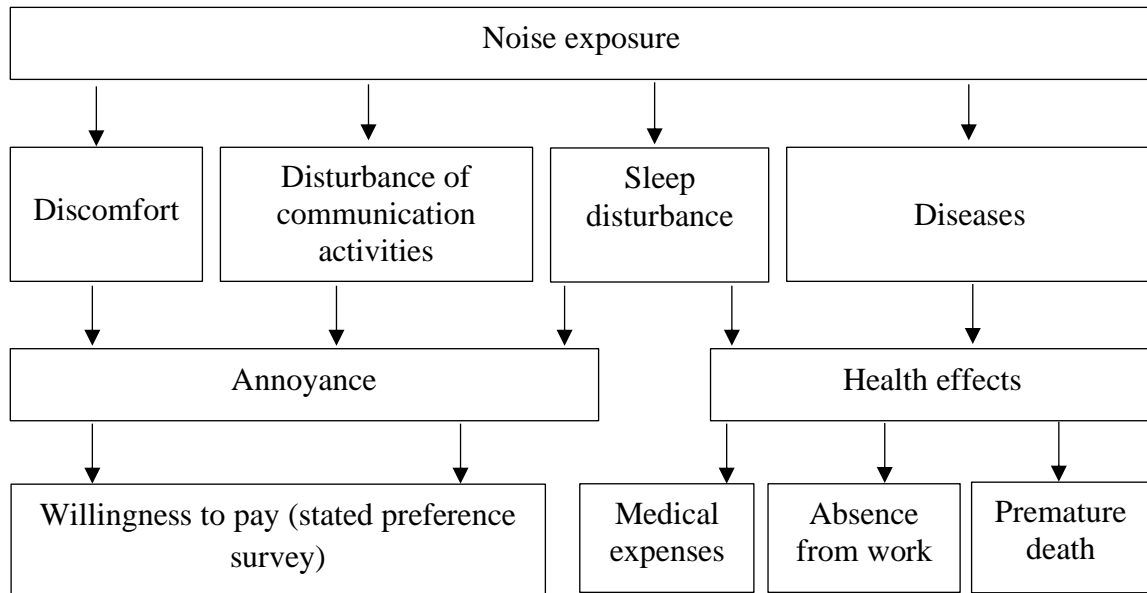 Noise exposure
Discomfort
Disturbance of
communication
activities
Sleep
disturbance
Diseases
Annoyance
Health effects
Willingness to pay (stated preference
survey)
Medical
expenses
Absence
from work
Premature
death